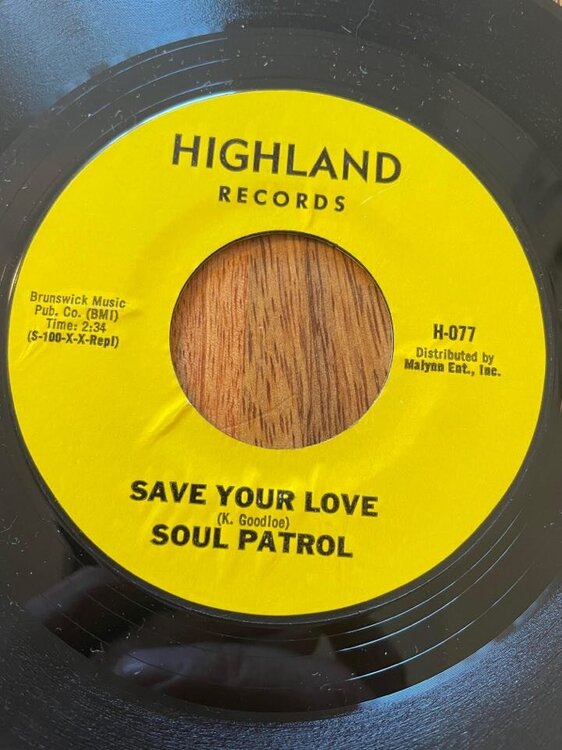 HIGHLAND
RECORDS
Brunswick Music
Pub. Co. (BMI)
Time: 2:34
(S-100-X-X-Repl)
H-077
Distributed by
Malynn Ent., Inc.
SAVE YOUR LOVE
(K. Goodloe)
SOUL PATROL